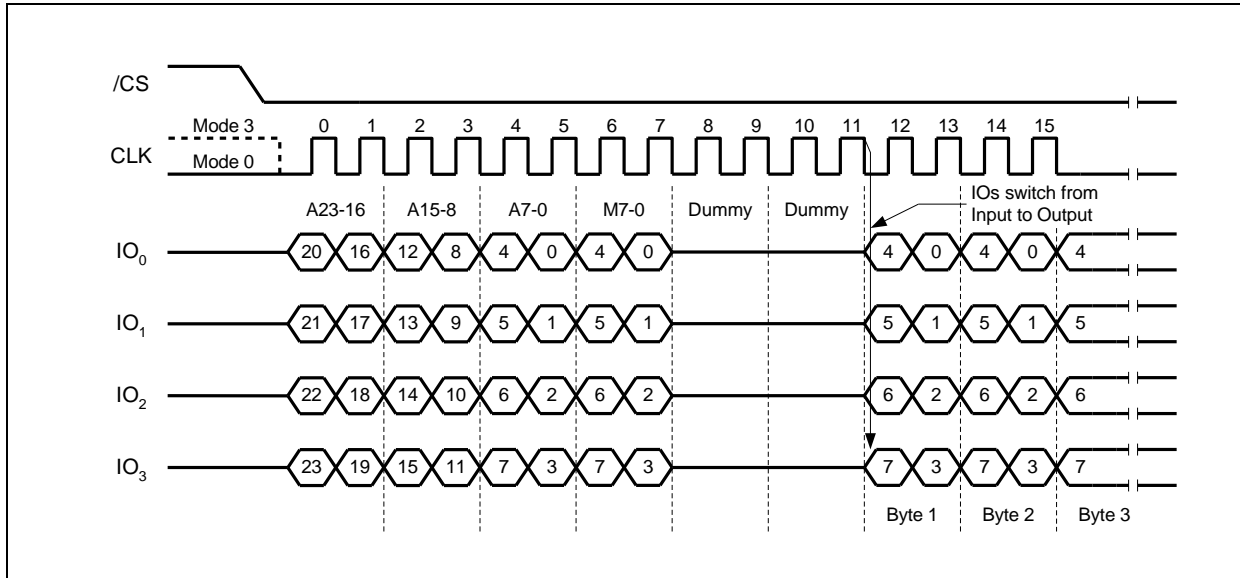 /CS
Mode 3 0 1 2 3 4 5 6 7 8 9 10 11 12 13 14 15
CLK
Mode 0
IOs switch from
Input to Output
A23-16 A15-8 A7-0 M7-0 Dummy Dummy
IO0 20 16 12 8 4 0 4 0 4 0 4 0 4
IO1 21 17 13 9 5 1 5 1 5 1 5 1 5
IO2 22 18 14 10 6 2 6 2 6 2 6 2 6
IO3 23 19 15 11 7 3 7 3 7 3 7 3 7
Byte 1 Byte 2 Byte 3